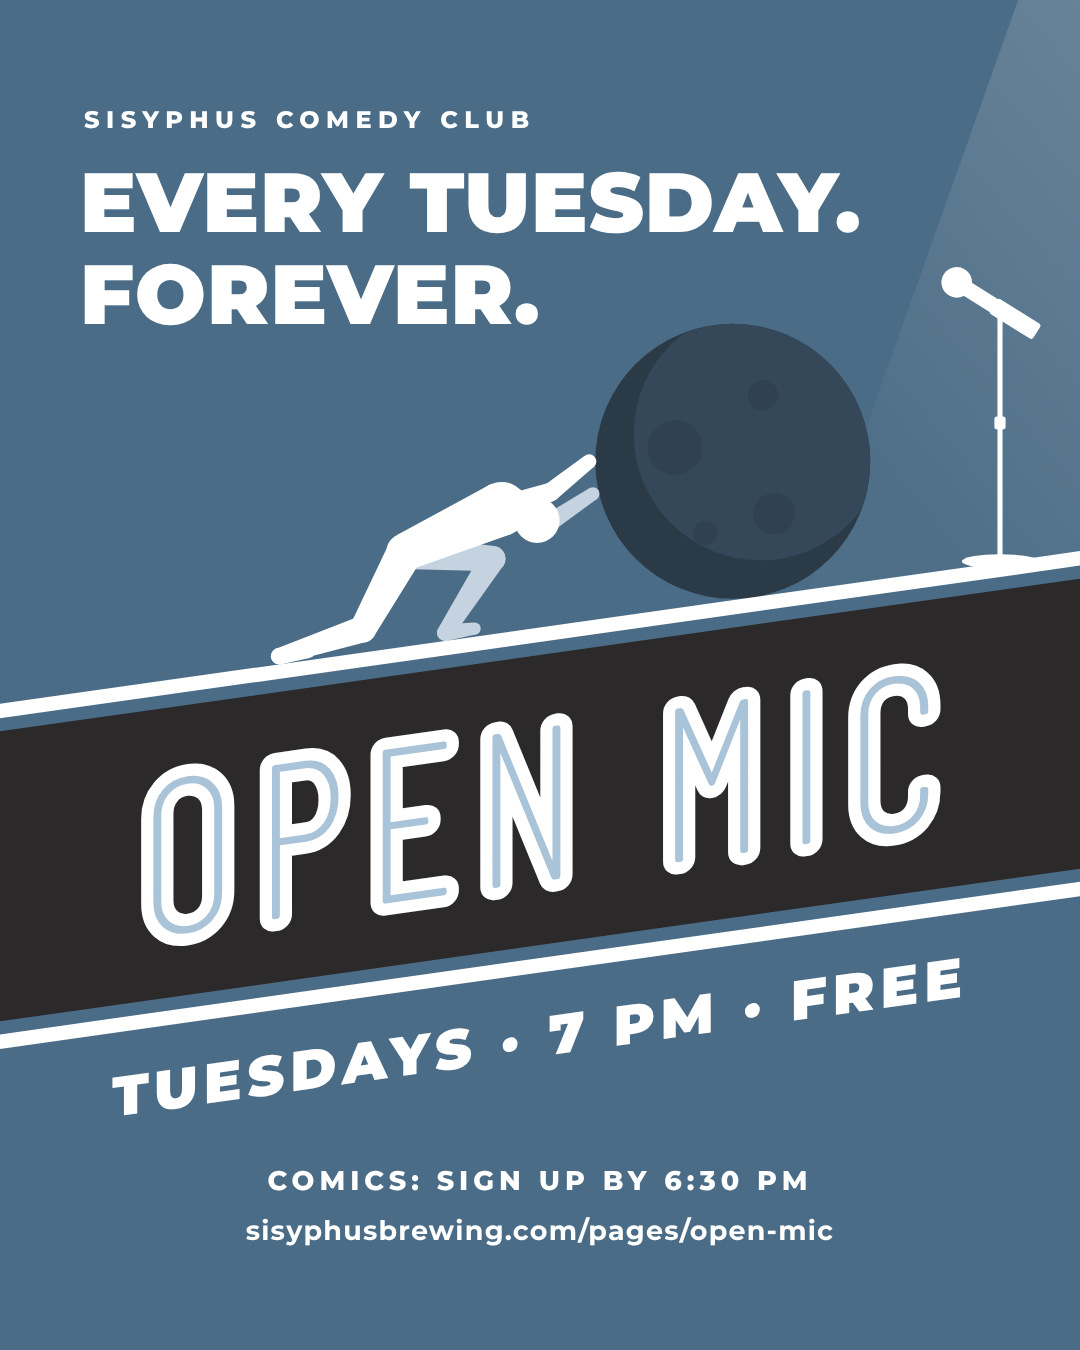 SISYPHUS COMEDY CLUB
EVERY TUESDAY.
FOREVER.
OPEN MIC
TUESDAYS • 7 PM • FREE
COMICS: SIGN UP BY 6:30 PM
sisyphusbrewing.com/pages/open-mic